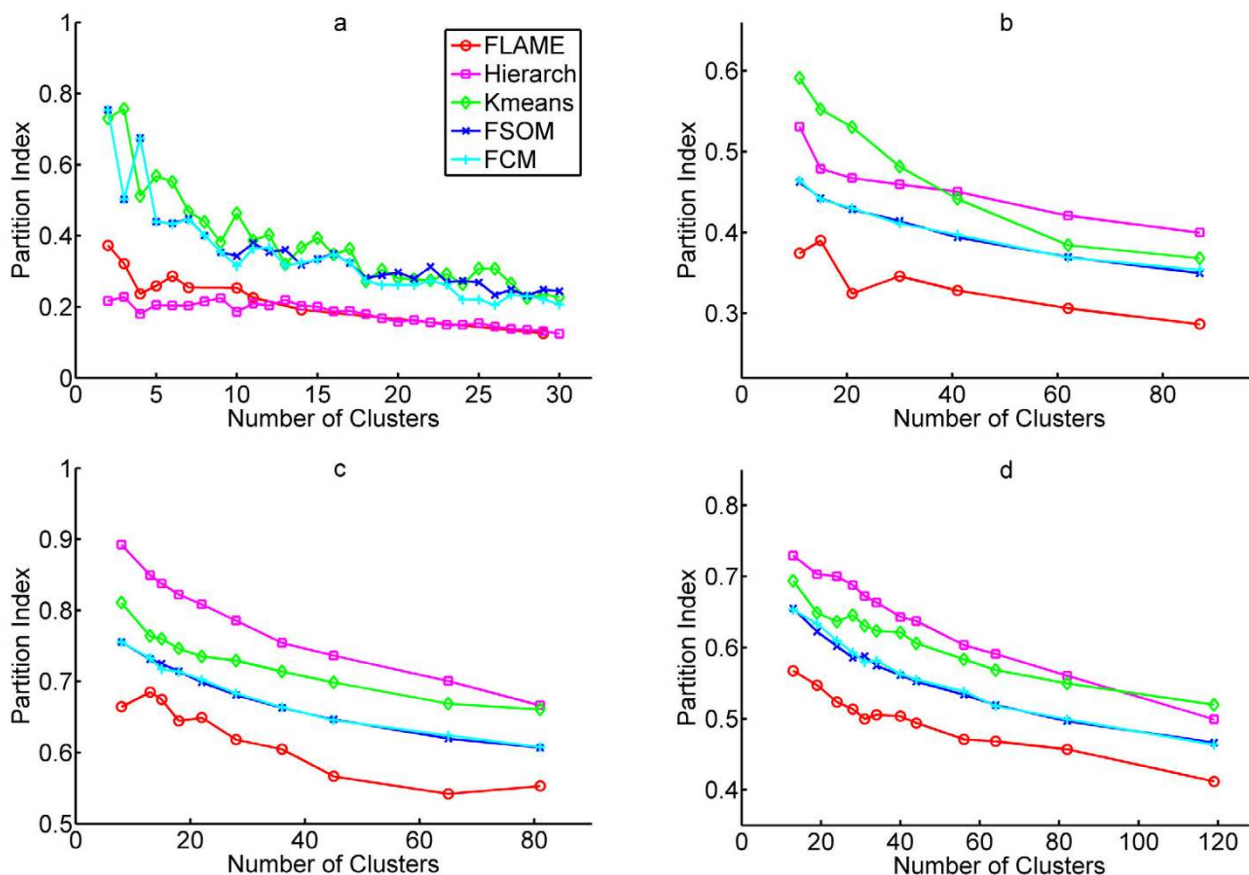 a
1
0.8
0.6
0.4
0.2
0
Partition Index
0 5 10 15 20 25 30
Number of Clusters
FLAME
Hierarch
Kmeans
FSOM
FCM
b
0.6
0.5
0.4
0.3
Partition Index
0 20 40 60 80
Number of Clusters
c
1
0.9
0.8
0.7
0.6
0.5
Partition Index
0 20 40 60 80
Number of Clusters
d
0.8
0.7
0.6
0.5
0.4
Partition Index
0 20 40 60 80 100 120
Number of Clusters